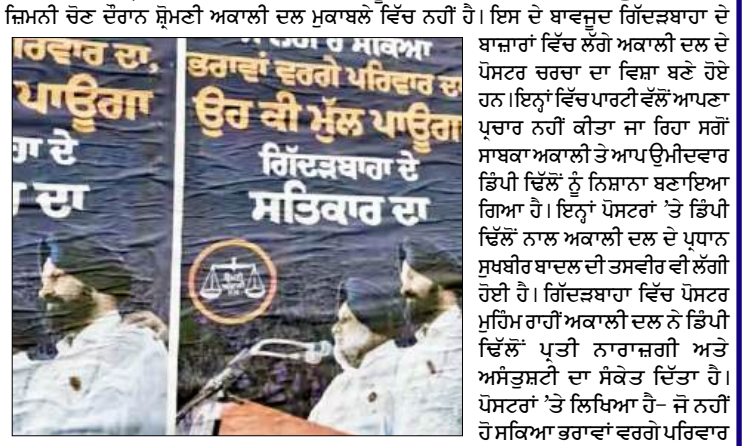 ਜ਼ਿਮਨੀ ਚੋਣ ਦੌਰਾਨ ਸ਼੍ਰੋਮਣੀ ਅਕਾਲੀ ਦਲ ਮੁਕਾਬਲੇ ਵਿੱਚ ਨਹੀਂ ਹੈ। ਇਸ ਦੇ ਬਾਵਜੂਦ ਗਿੱਦੜਬਾਹਾ ਦੇ
ਬਾਜ਼ਾਰਾਂ ਵਿੱਚ ਲੱਗੇ ਅਕਾਲੀ ਦਲ ਦੇ
ਪੋਸਟਰ ਚਰਚਾ ਦਾ ਵਿਸ਼ਾ ਬਣੇ ਹੋਏ
ਹਨ।ਇਨ੍ਹਾਂ ਵਿੱਚ ਪਾਰਟੀ ਵੱਲੋਂ ਆਪਣਾ
ਪ੍ਰਚਾਰ ਨਹੀਂ ਕੀਤਾ ਜਾ ਰਿਹਾ ਸਗੋਂ
ਸਾਬਕਾ ਅਕਾਲੀ ਤੇ ਆਪ ਉਮੀਦਵਾਰ
ਡਿੰਪੀ ਢਿੱਲੋਂ ਨੂੰ ਨਿਸ਼ਾਨਾ ਬਣਾਇਆ
ਗਿਆ ਹੈ। ਇਨ੍ਹਾਂ ਪੋਸਟਰਾਂ ’ਤੇ ਡਿੰਪੀ
ਢਿੱਲੋਂ ਨਾਲ ਅਕਾਲੀ ਦਲ ਦੇ ਪ੍ਰਧਾਨ
ਸੁਖਬੀਰ ਬਾਦਲ ਦੀ ਤਸਵੀਰ ਵੀ ਲੱਗੀ
ਹੋਈ ਹੈ। ਗਿੱਦੜਬਾਹਾ ਵਿੱਚ ਪੋਸਟਰ
ਮੁਹਿੰਮ ਰਾਹੀਂ ਅਕਾਲੀ ਦਲ ਨੇ ਡਿੰਪੀ
ਢਿੱਲੋਂ ਪ੍ਰਤੀ ਨਾਰਾਜ਼ਗੀ ਅਤੇ
ਅਸੰਤੁਸ਼ਟੀ ਦਾ ਸੰਕੇਤ ਦਿੱਤਾ ਹੈ।
ਪੋਸਟਰਾਂ ’ਤੇ ਲਿਖਿਆ ਹੈ– ਜੋ ਨਹੀਂ
ਹੋ ਸਕਿਆ ਭਰਾਵਾਂ ਵਰਗੇ ਪਰਿਵਾਰ
ਰਿਵਾਰ ਦਾ,
ਪਾਊਗਾ
ਹਾ ਦੇ
ਦਾ
ਸਕਿਆ
ਭਰਾਵਾਂ ਵਰਗੇ ਪਰਿਵਾਰ ਦਾ
ਉਹ ਕੀ ਮੁੱਲ ਪਾਊਗਾ
ਗਿੱਦੜਬਾਹਾ ਦੇ
ਸਤਿਕਾਰ ਦਾ